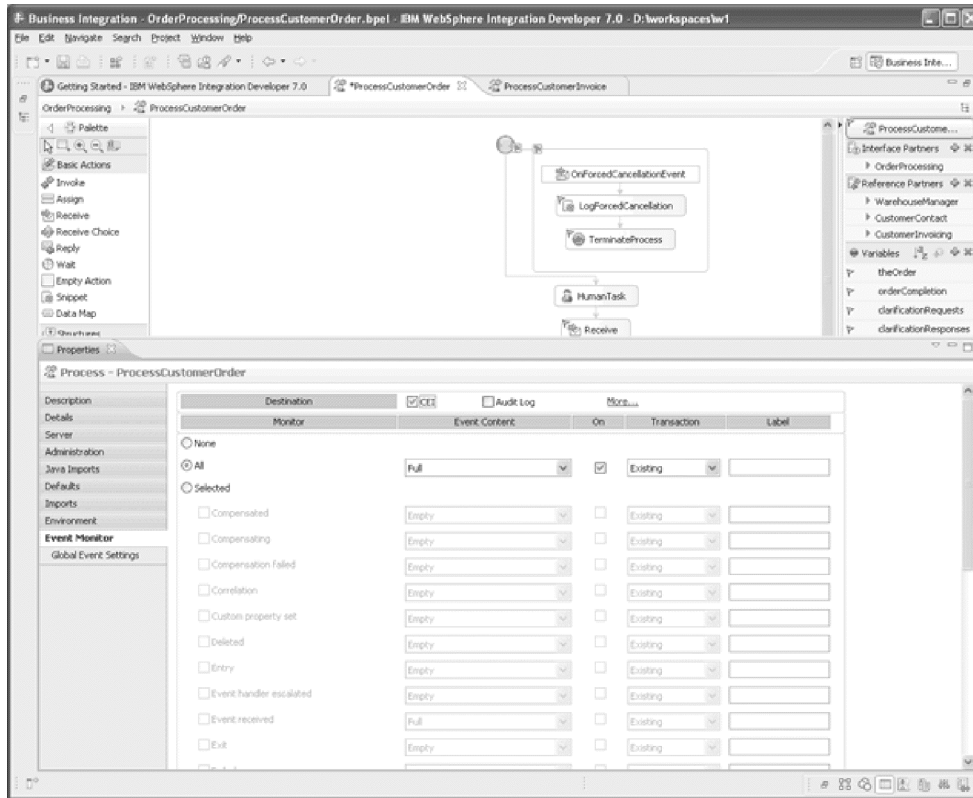 Business Integration - OrderProcessing/ProcessCustomerOrder.bpel - IBM WebSphere Integration Developer 7.0 - D:\workspaces\w1
File Edit Navigate Search Project Window Help
Business Inte...
Getting Started - IBM WebSphere Integration Developer 7.0
*ProcessCustomerOrder
ProcessCustomerInvoice
OrderProcessing
ProcessCustomerOrder
Palette
Basic Actions
Invoke
Assign
Receive
Receive Choice
Reply
Wait
Empty Action
Snippet
Data Map
Structures
OnForcedCancellationEvent
LogForcedCancellation
TerminateProcess
HumanTask
Receive
ProcessCustome...
Interface Partners
OrderProcessing
Reference Partners
WarehouseManager
CustomerContact
CustomerInvoicing
Variables
theOrder
orderCompletion
clarificationRequests
clarificationResponses
Properties
Process - ProcessCustomerOrder
Description
Details
Server
Administration
Java Imports
Defaults
Imports
Environment
Event Monitor
Global Event Settings
Destination CEI Audit Log More...
Monitor Event Content On Transaction Label
None
All Full Existing
Selected
Compensated Empty Existing
Compensating Empty Existing
Compensation failed Empty Existing
Correlation Empty Existing
Custom property set Empty Existing
Deleted Empty Existing
Entry Empty Existing
Event handler escalated Empty Existing
Event received Full Existing
Exit Empty Existing